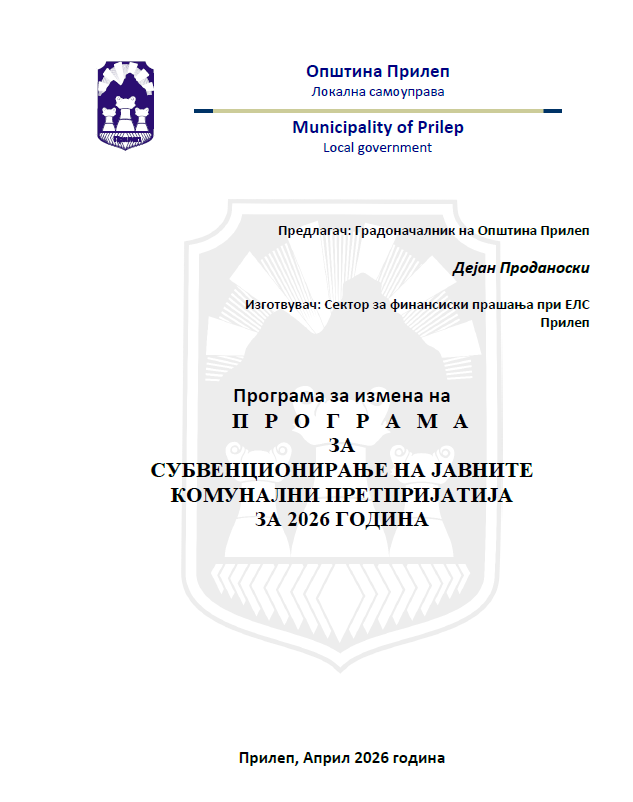 Општина Прилеп
Локална самоуправа
Municipality of Prilep
Local government
Предлагач: Градоначалник на Општина Прилеп
Дејан Проданоски
Изготвувач: Сектор за финансиски прашања при ЕЛС
Прилеп
Програма за измена на
П Р О Г Р А М А
ЗА
СУБВЕНЦИОНИРАЊЕ НА ЈАВНИТЕ
КОМУНАЛНИ ПРЕТПРИЈАТИЈА
ЗА 2026 ГОДИНА
Прилеп, Април 2026 година